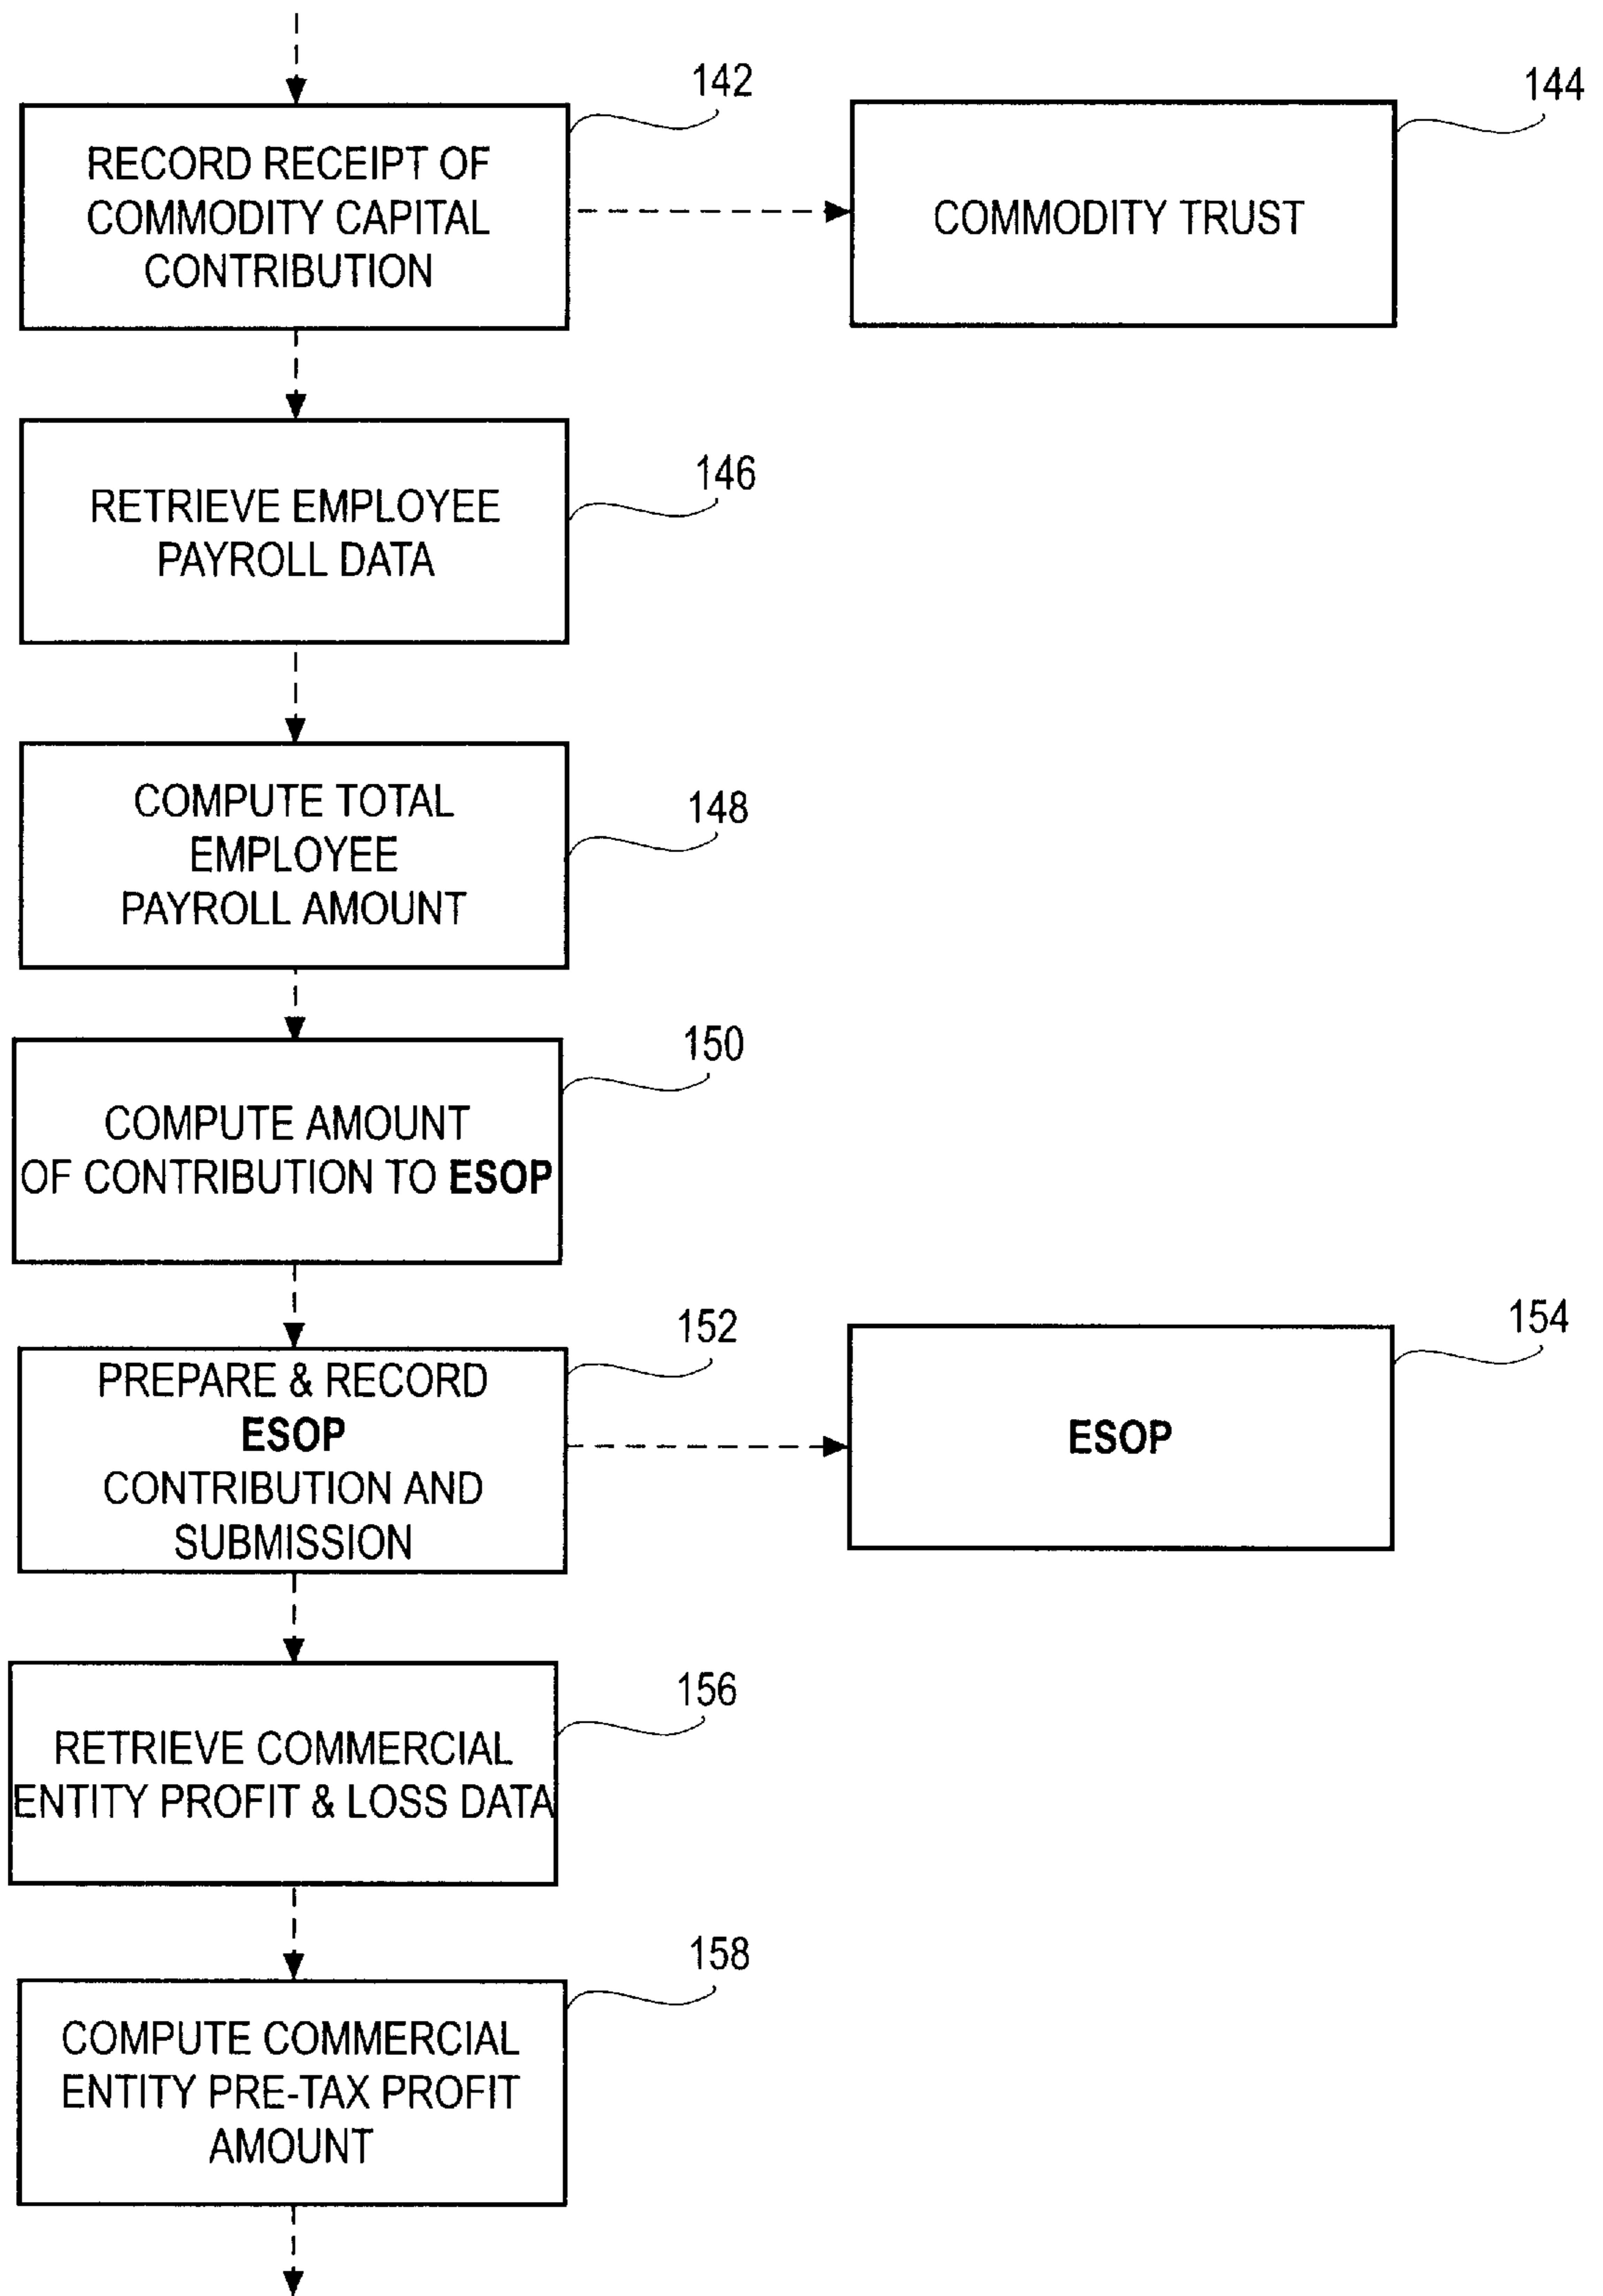 142
144
RECORD RECEIPT OF
COMMODITY CAPITAL
CONTRIBUTION
COMMODITY TRUST
146
RETRIEVE EMPLOYEE
PAYROLL DATA
148
COMPUTE TOTAL
EMPLOYEE
PAYROLL AMOUNT
150
COMPUTE AMOUNT
OF CONTRIBUTION TO ESOP
152
154
PREPARE & RECORD
ESOP
CONTRIBUTION AND
SUBMISSION
ESOP
156
RETRIEVE COMMERCIAL
ENTITY PROFIT & LOSS DATA
158
COMPUTE COMMERCIAL
ENTITY PRE-TAX PROFIT
AMOUNT